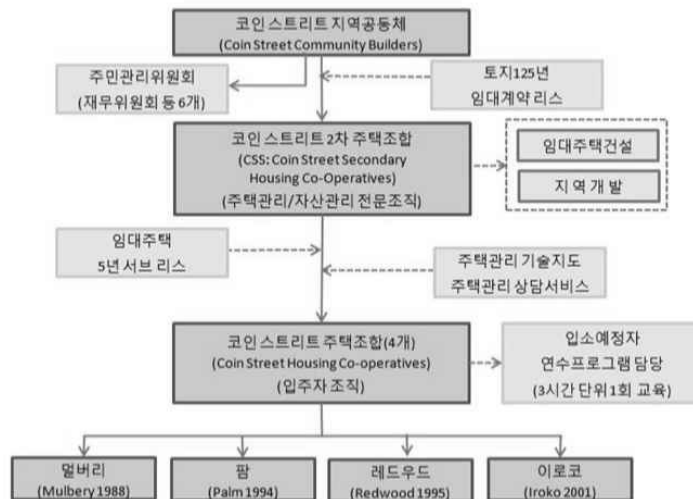 코인 스트리트 지역공동체
(Coin Street Community Builders)
주민관리위원회
(재무위원회 등 6개)
토지125년
임대계약 리스
코인 스트리트 2차 주택조합
(CSS: Coin Street Secondary
Housing Co-Operatives)
(주택관리/자산관리 전문조직)
임대주택건설
지 역 개 발
임대주택
5년 서브 리스
주택관리 기술지도
주택관리 상담서비스
코인 스트리트 주택조합(4개)
(Coin Street Housing Co-operatives)
(입주자 조직)
입소예정자
연수프로그램 담당
(3시간 단위 1회 교육)
멀버리
(Mulbery 1988)
팜
(Palm 1994)
레드우드
(Redwood 1995)
이로코
(Iroko 2001)